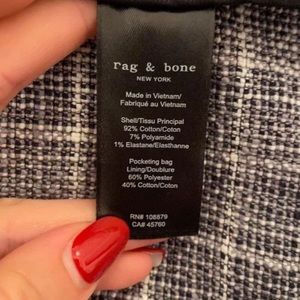 rag & bone
NEW YORK
Made in Vietnam/
Fabriqué au Vietnam
Shell/Tissu Principal
92% Cotton/Coton
7% Polyamide
1% Elastane/Elasthanne
Pocketing bag
Lining/Doublure
60% Polyester
40% Cotton/Coton
RN# 108879
CA# 45760